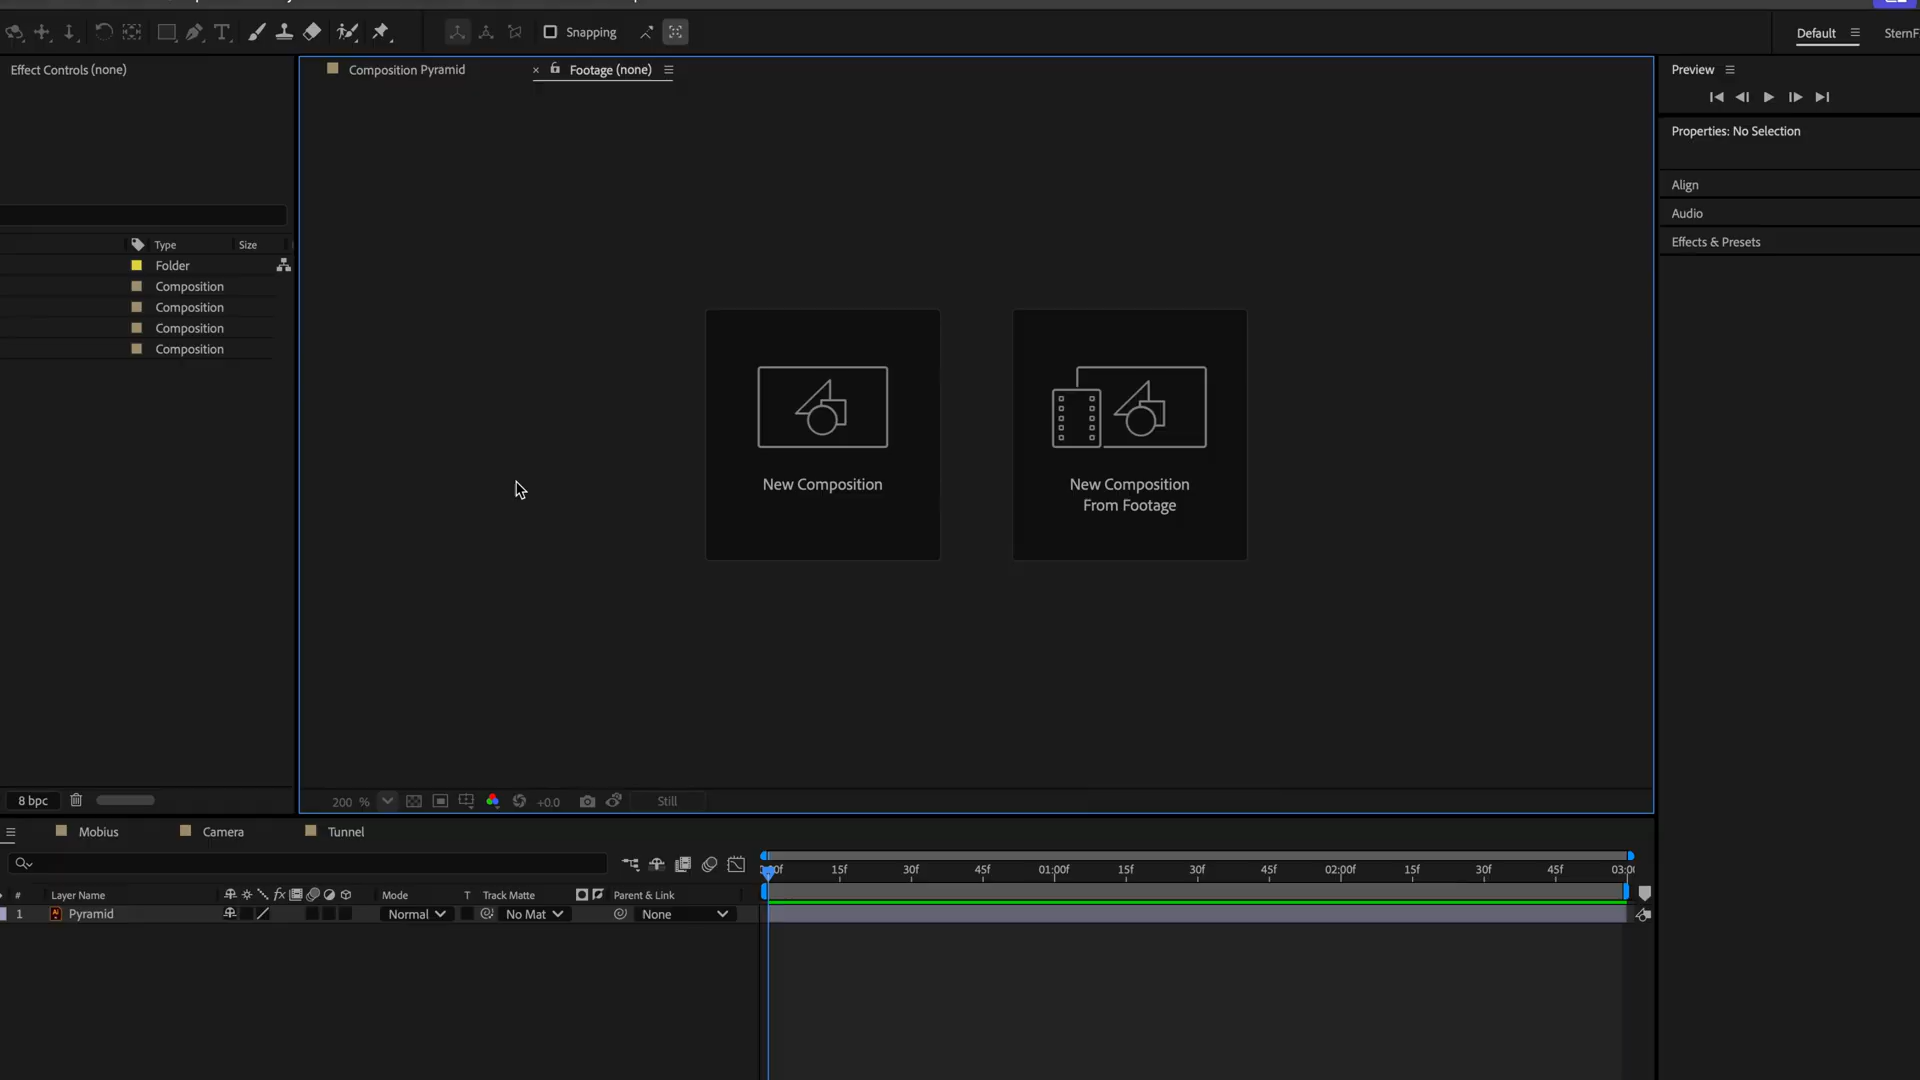 Snapping
Default
Effect Controls (none)
Composition Pyramid
× Footage (none)
Preview
Properties: No Selection
Align
Audio
Effects & Presets
Type Size
Folder
Composition
Composition
Composition
Composition
New Composition
New Composition
From Footage
8 bpc
200 %
+0.0
Still
Mobius
Camera
Tunnel
15f 30f 45f 01:00f 15f 30f 45f 02:00f 15f 30f 45f
# Layer Name
fx
Mode
T Track Matte
Parent & Link
1 Pyramid
Normal
No Mat
None